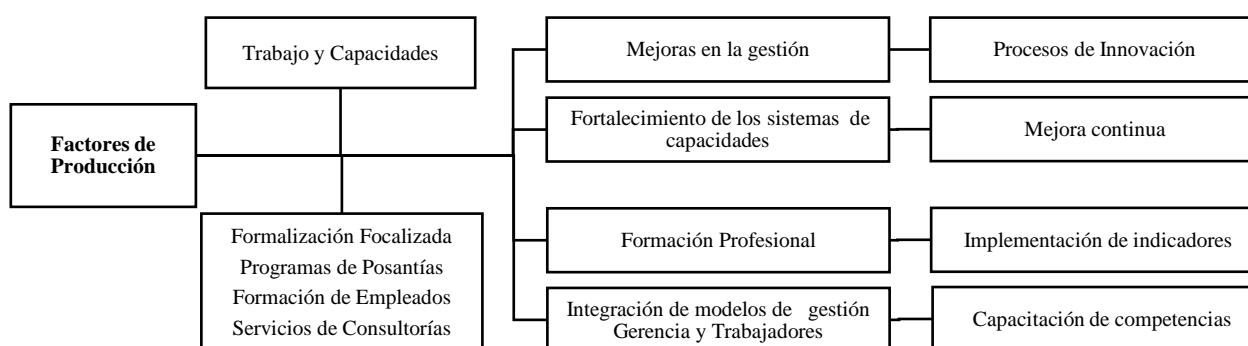 Factores de
Producción
Trabajo y Capacidades
Formalización Focalizada
Programas de Posantías
Formación de Empleados
Servicios de Consultorías
Mejoras en la gestión
Procesos de Innovación
Fortalecimiento de los sistemas de
capacidades
Mejora continua
Formación Profesional
Implementación de indicadores
Integración de modelos de gestión
Gerencia y Trabajadores
Capacitación de competencias